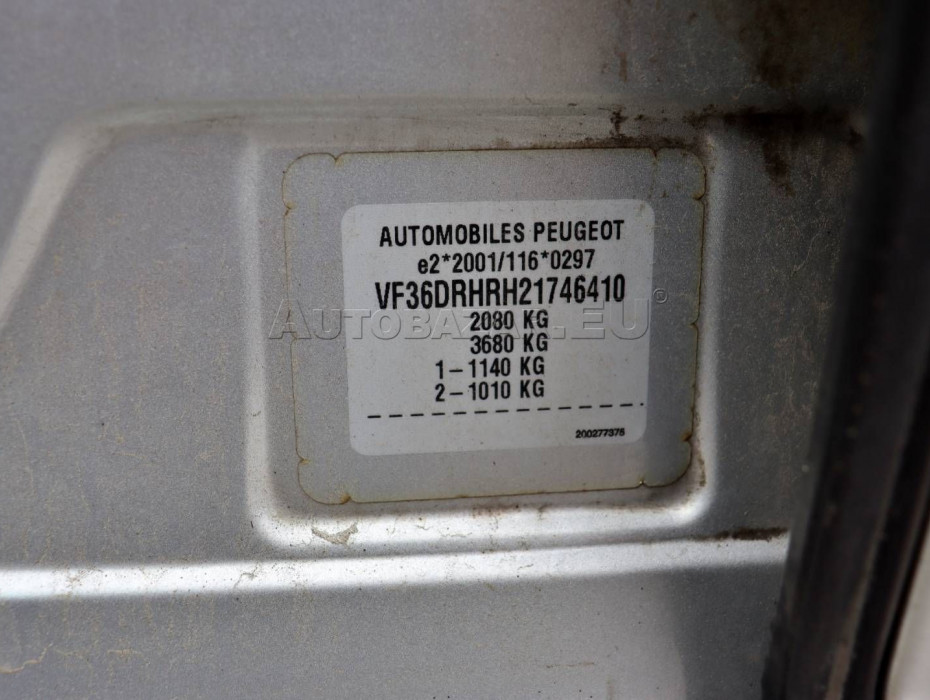 AUTOMOBILES PEUGEOT
e2*2001/116*0297
VF36DRHRH21746410
AUTOBAZAR.EU®
2080 KG
3680 KG
1-1140 KG
2-1010 KG
200277375